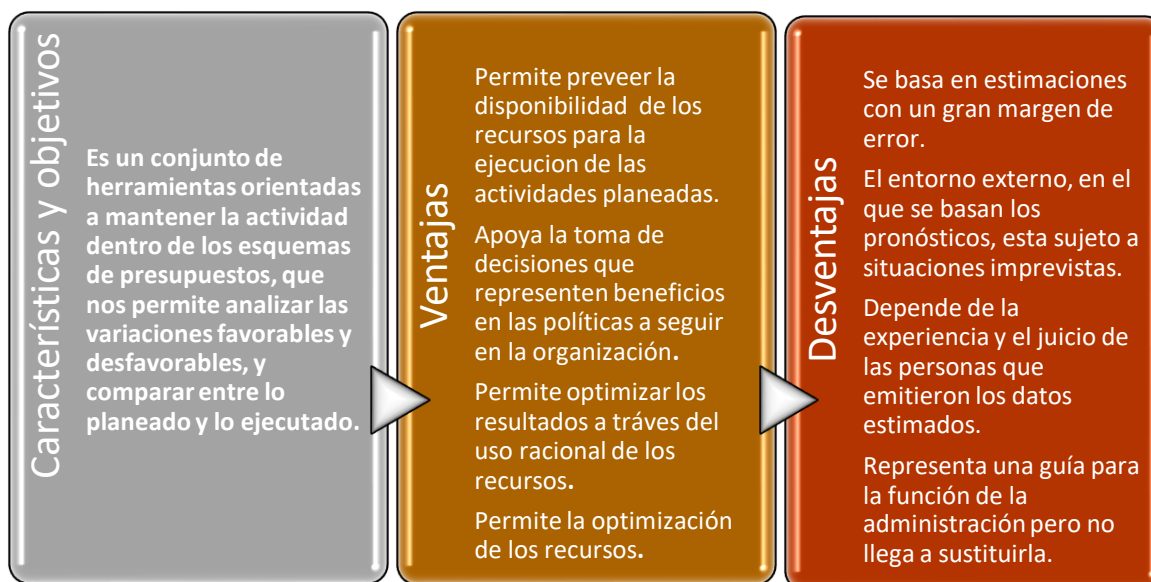 Características y objetivos
Es un conjunto de
herramientas orientadas
a mantener la actividad
dentro de los esquemas
de presupuestos, que
nos permite analizar las
variaciones favorables y
desfavorables, y
comparar entre lo
planeado y lo ejecutado.
Ventajas
Permite preveer la
disponibilidad de los
recursos para la
ejecucion de las
actividades planeadas.
Apoya la toma de
decisiones que
representen beneficios
en las políticas a seguir
en la organización.
Permite optimizar los
resultados a tráves del
uso racional de los
recursos.
Permite la optimización
de los recursos.
Desventajas
Se basa en estimaciones
con un gran margen de
error.
El entorno externo, en el
que se basan los
pronósticos, esta sujeto a
situaciones imprevistas.
Depende de la
experiencia y el juicio de
las personas que
emitieron los datos
estimados.
Representa una guía para
la función de la
administración pero no
llega a sustituirla.